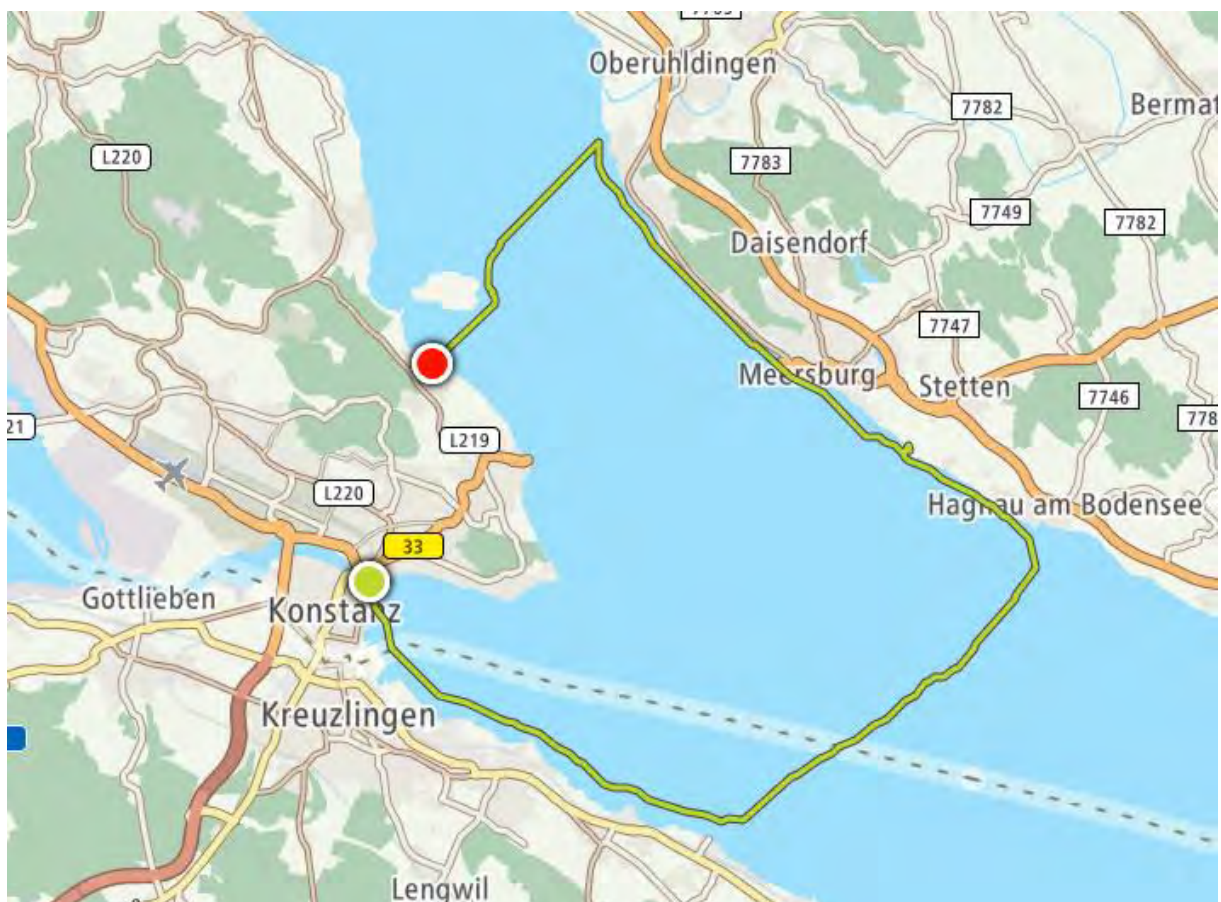 Oberuhldingen
7782
Bermat
L220
7783
7749
7782
Daisendorf
7747
Meersburg
Stetten
7746
21
L219
L220
Hagnau am Bodensee
33
Gottlieben
Konstanz
Kreuzlingen
Lengwil